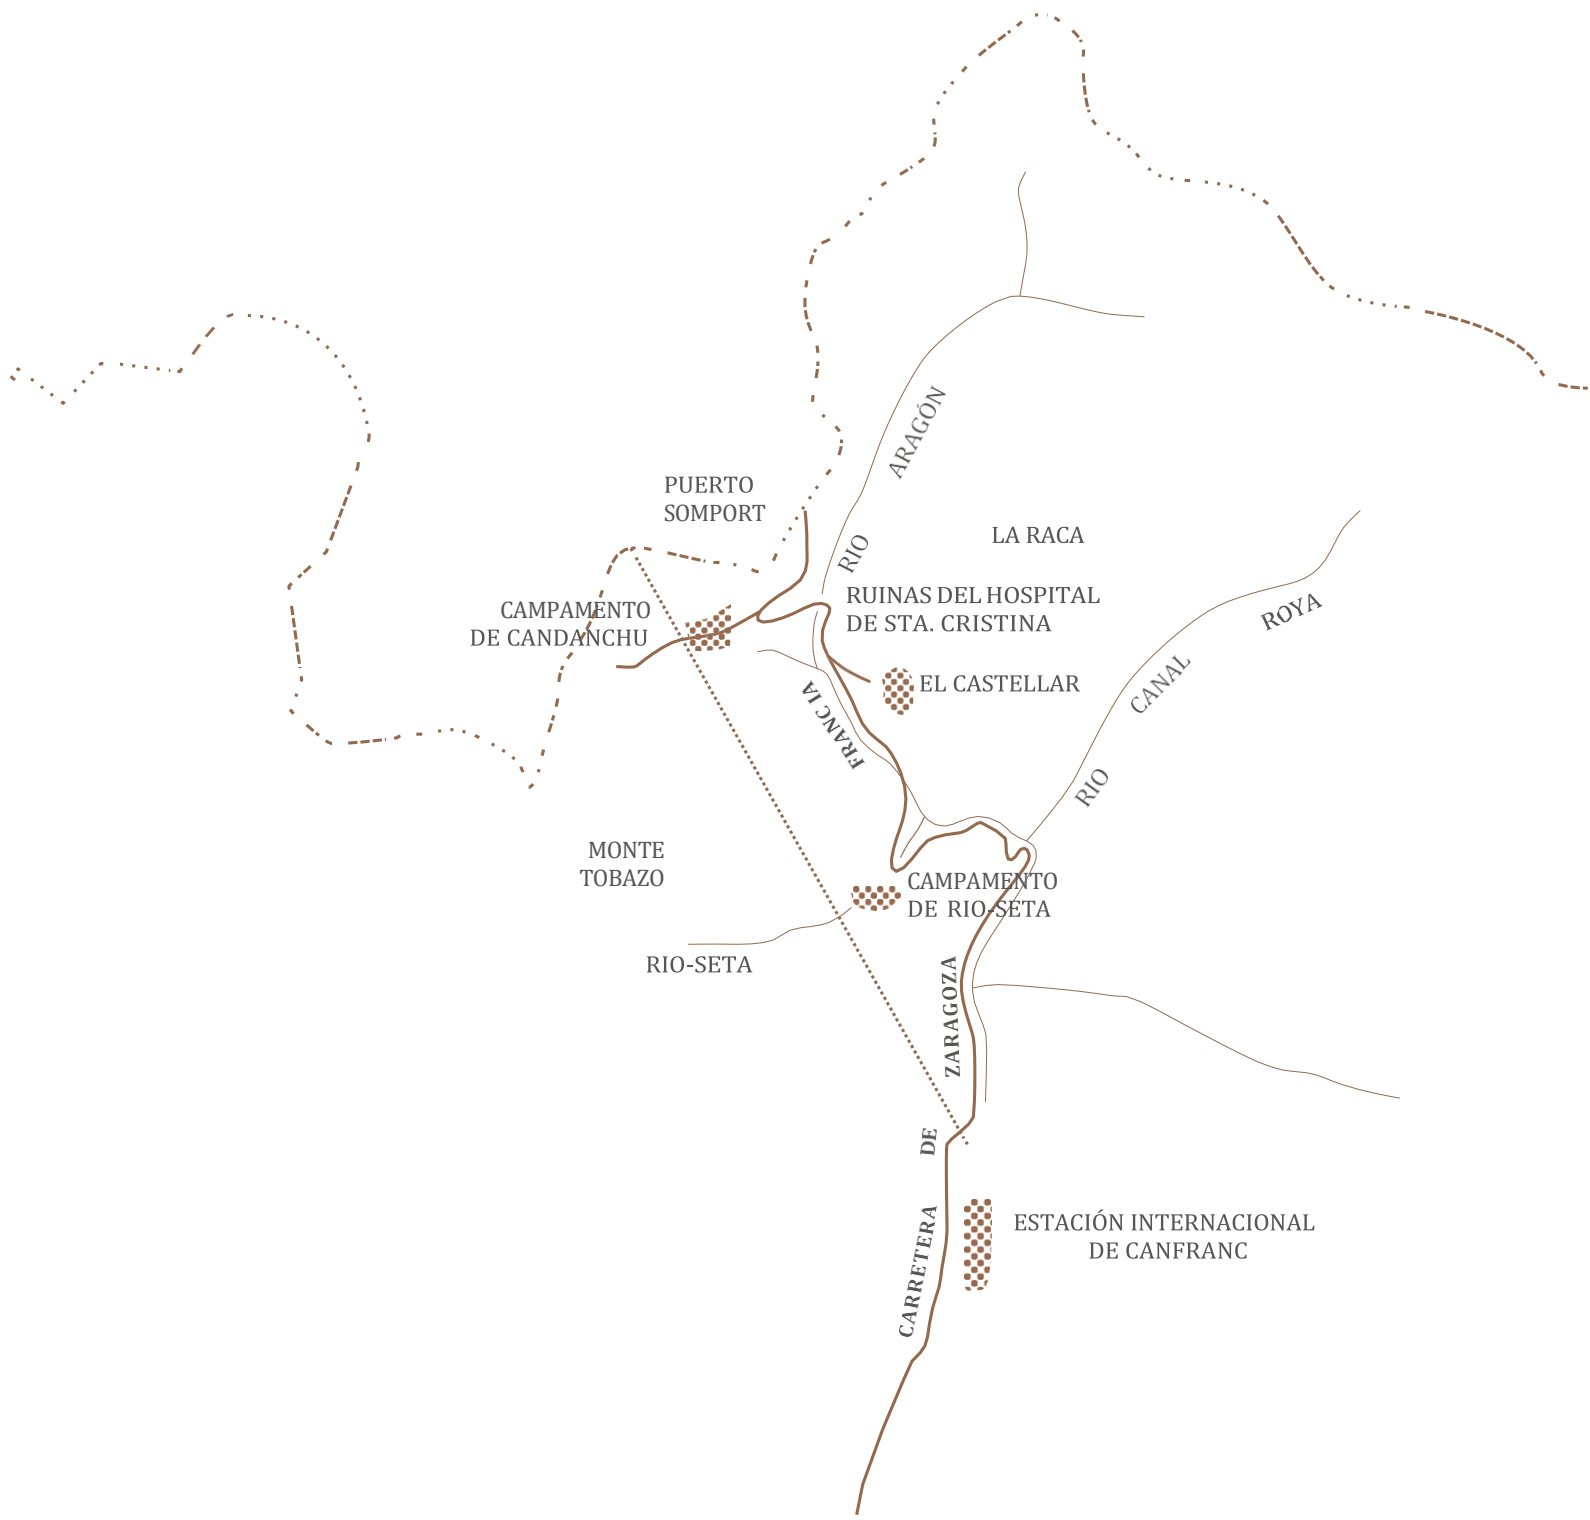 ARAGÓN
RIO
PUERTO
SOMPORT
LA RACA
RUINAS DEL HOSPITAL
DE STA. CRISTINA
CAMPAMENTO
DE CANDANCHU
ROYA
CANAL
RIO
EL CASTELLAR
FRANCIA
MONTE
TOBAZO
CAMPAMENTO
DE RIO-SETA
RIO-SETA
ZARAGOZA
DE
CARRETERA
ESTACIÓN INTERNACIONAL
DE CANFRANC